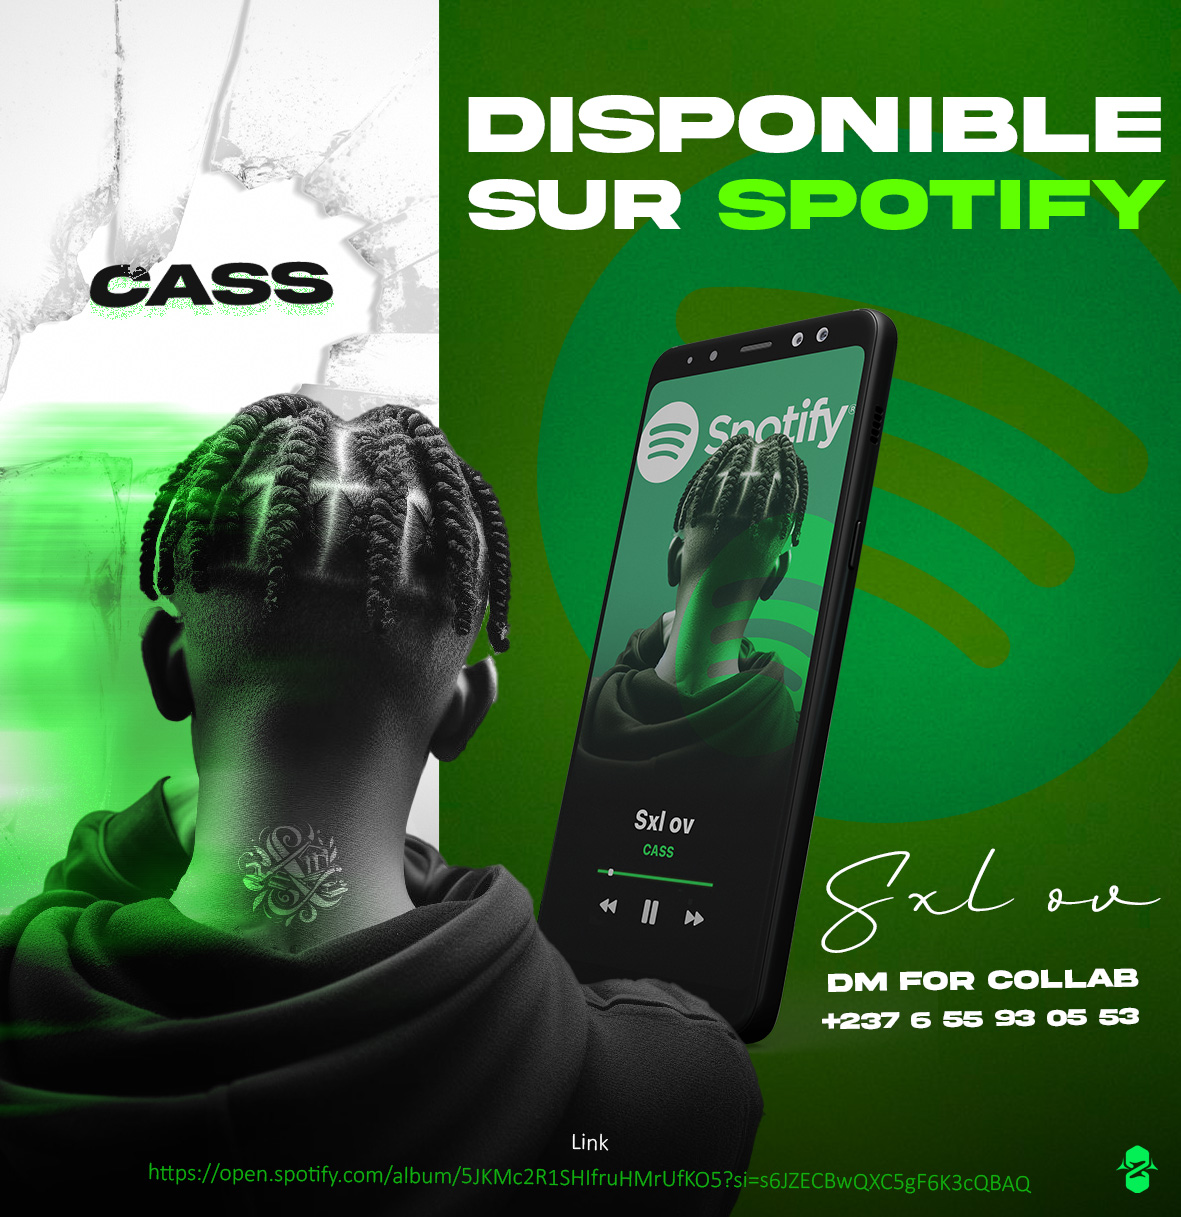 DISPONIBLE
SUR SPOTIFY
CASS
Spotify
Sxl ov
CASS
Sxl ov
DM FOR COLLAB
+237 6 55 93 05 53
Link
https://open.spotify.com/album/5JKMc2R1SHIfruHMrUfKO5?si=s6JZECBwQXC5gF6K3cQBAQ